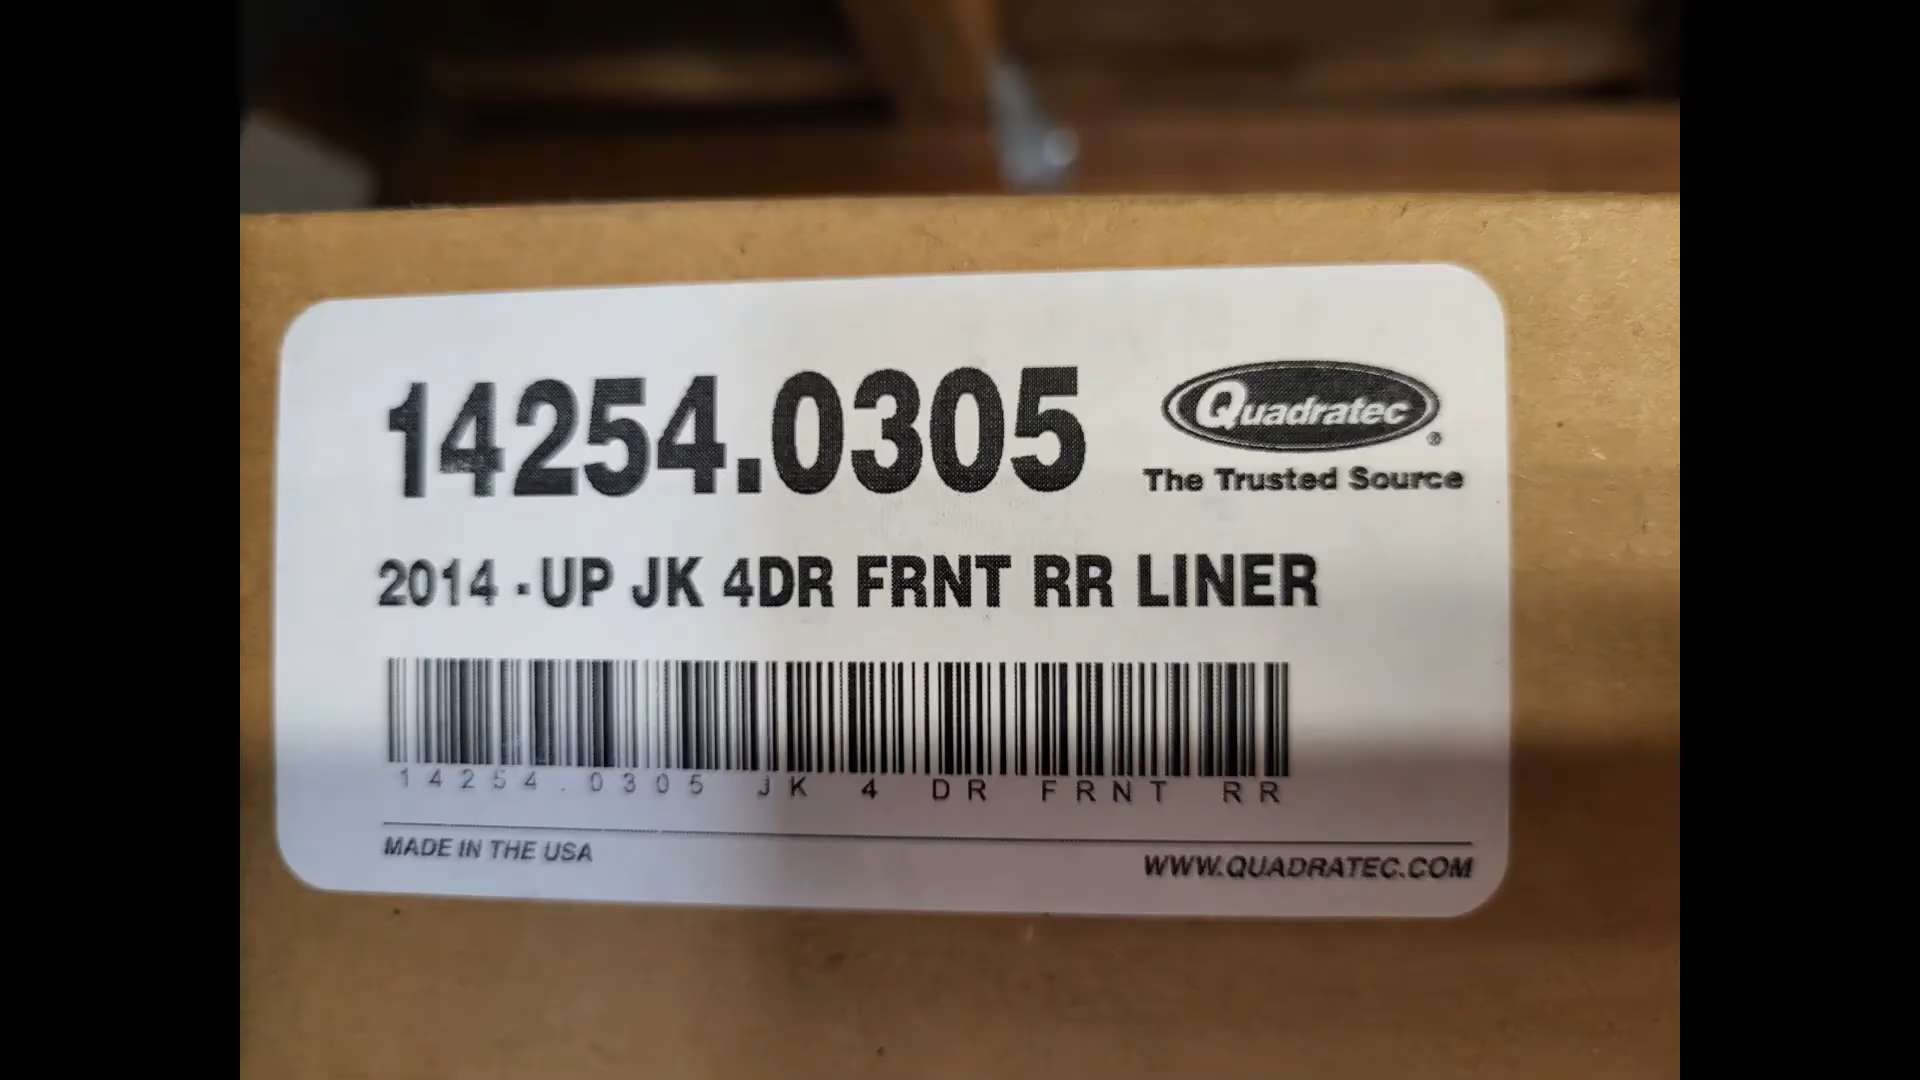 14254.0305
Quadratec®
The Trusted Source
2014 - UP JK 4DR FRNT RR LINER
14254.0305 JK 4 DR FRNT RR
MADE IN THE USA
WWW.QUADRATEC.COM